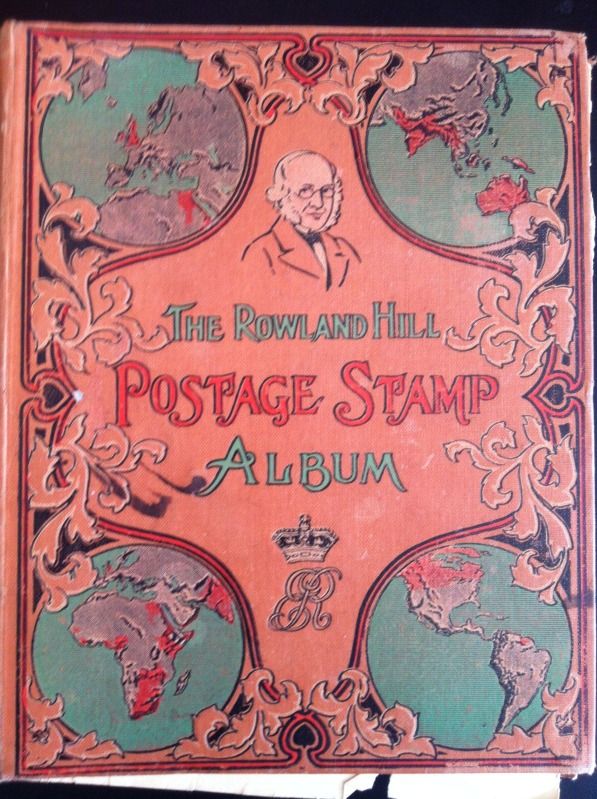 The Rowland Hill
Postage Stamp
Album